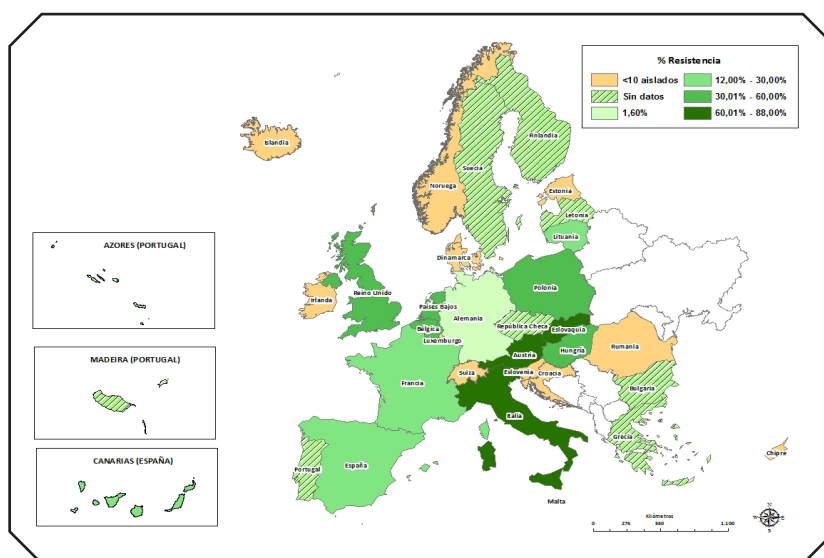 % Resistencia
<10 aislados
12,00% - 30,00%
Sin datos
30,01% - 60,00%
1,60%
60,01% - 88,00%
Islandia
Finlandia
Suecia
Noruega
Estonia
Letonia
Lituania
AZORES (PORTUGAL)
Dinamarca
Irlanda
Reino Unido
Países Bajos
Polonia
Alemania
Bélgica
República Checa
Luxemburgo
Eslovaquia
MADEIRA (PORTUGAL)
Austria
Hungría
Rumania
Suiza
Eslovenia
Croacia
Francia
Bulgaria
Italia
Grecia
CANARIAS (ESPAÑA)
Portugal
España
Chipre
Malta
Kilómetros
0 275 550 1.100
N
S
E